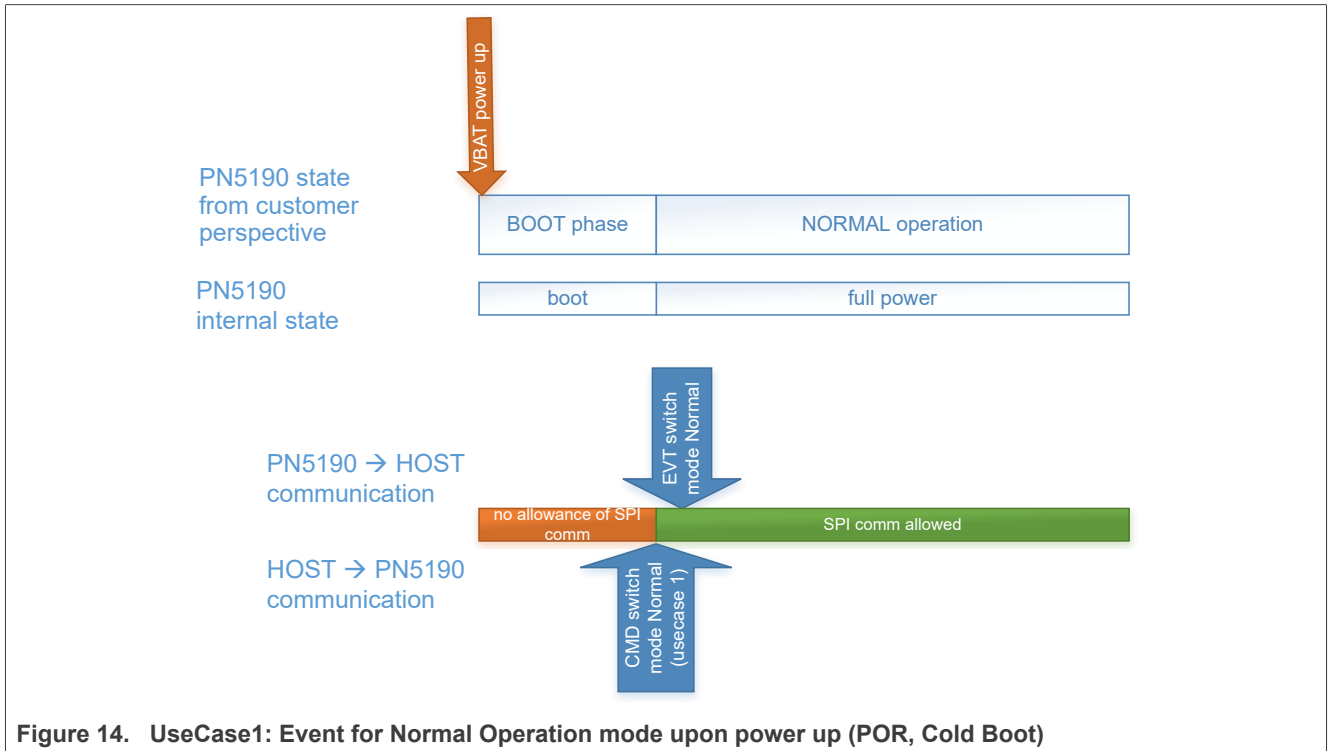 VBAT power up
PN5190 state
from customer
perspective
BOOT phase
NORMAL operation
PN5190
internal state
boot
full power
EVT switch
mode Normal
PN5190 → HOST
communication
no allowance of SPI
comm
SPI comm allowed
HOST → PN5190
communication
CMD switch
mode Normal
(usecase 1)
Figure 14. UseCase1: Event for Normal Operation mode upon power up (POR, Cold Boot)